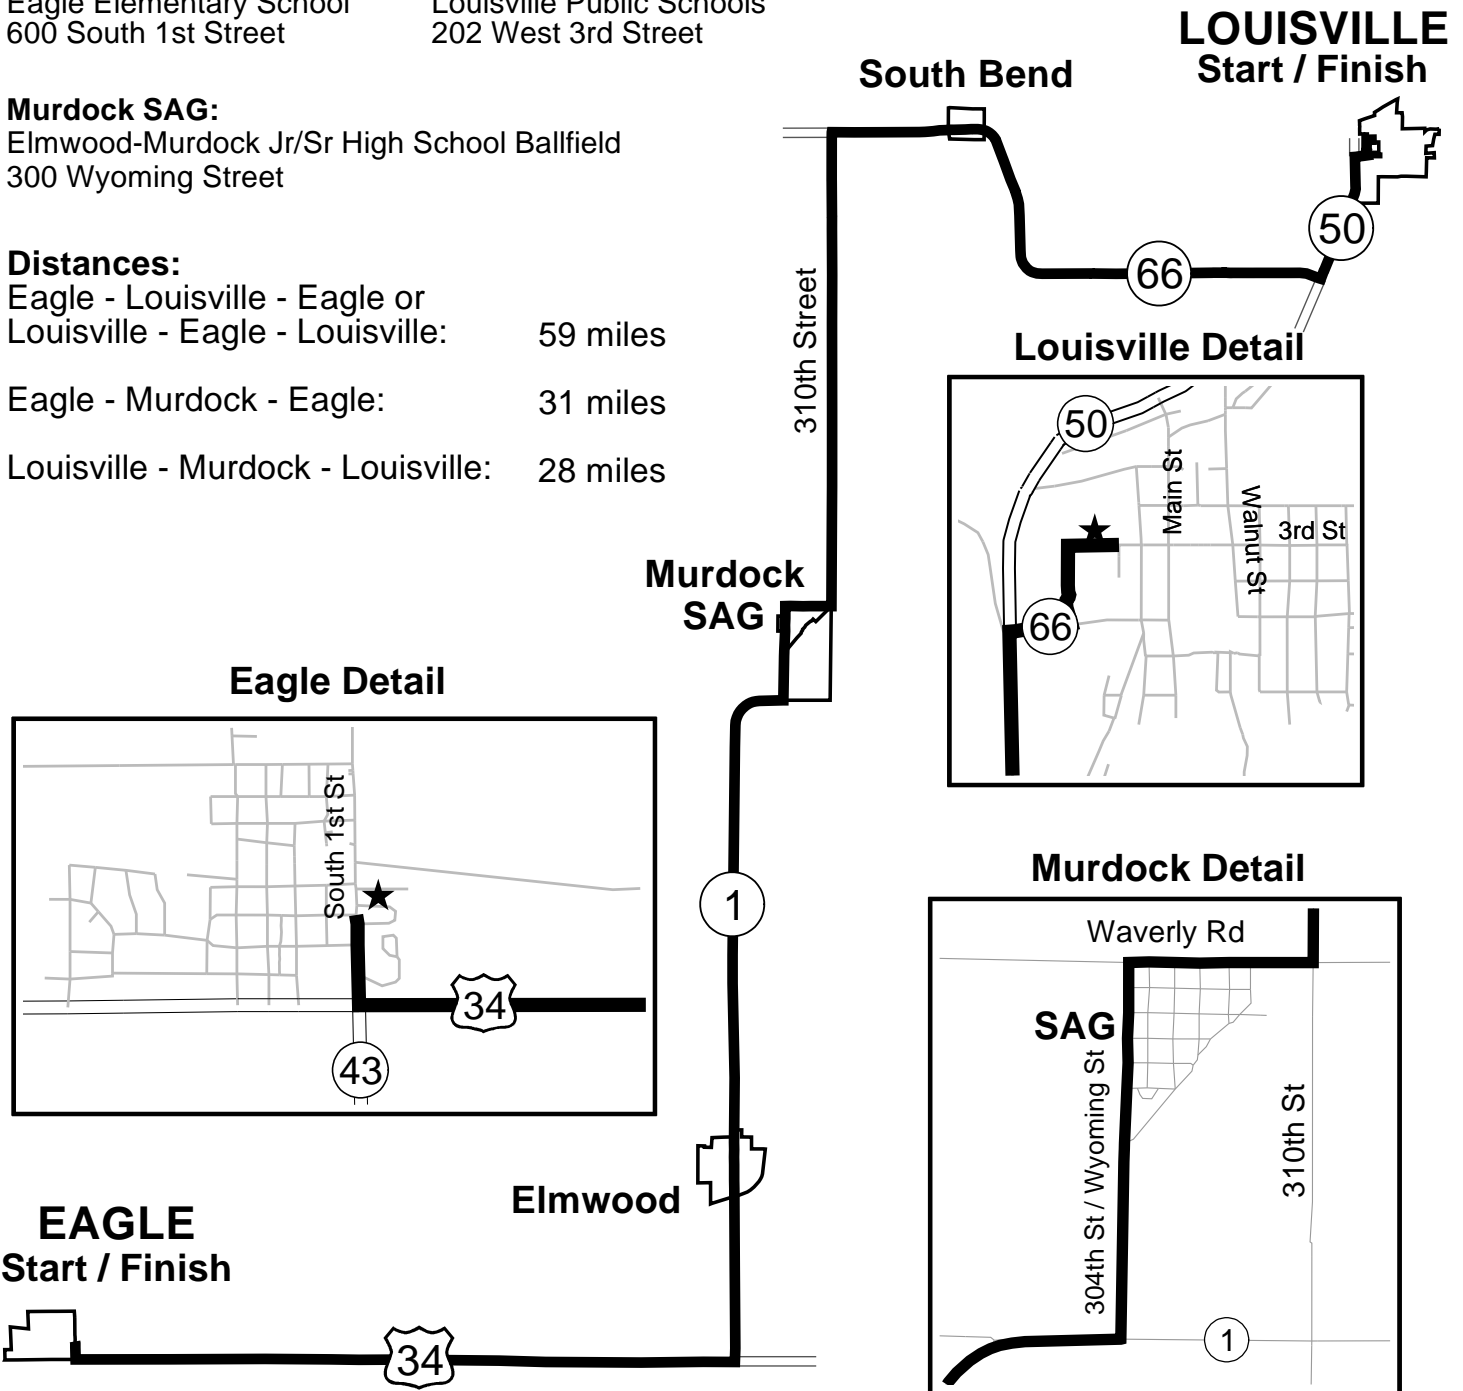 Eagle Elementary School
600 South 1st Street
Louisville Public Schools
202 West 3rd Street
LOUISVILLE
Start / Finish
South Bend
Murdock SAG:
Elmwood-Murdock Jr/Sr High School Ballfield
300 Wyoming Street
50
66
Distances:
Eagle - Louisville - Eagle or
Louisville - Eagle - Louisville: 59 miles
Eagle - Murdock - Eagle: 31 miles
Louisville - Murdock - Louisville: 28 miles
310th Street
Louisville Detail
50
Main St
Walnut St
3rd St
66
Murdock
SAG
Eagle Detail
South 1st St
34
43
1
Murdock Detail
Waverly Rd
SAG
304th St / Wyoming St
310th St
1
Elmwood
EAGLE
Start / Finish
34